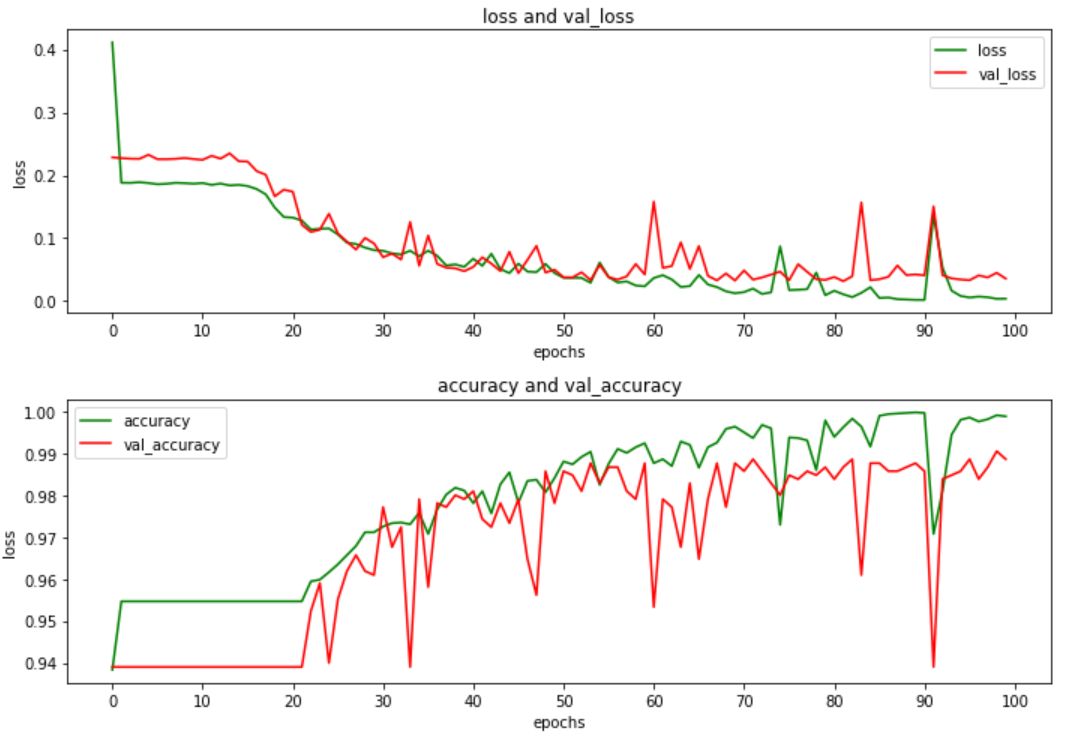 loss and val_loss
loss
val_loss
0.4
0.3
0.2
0.1
0.0
loss
0 10 20 30 40 50 60 70 80 90 100
epochs
accuracy and val_accuracy
accuracy
val_accuracy
1.00
0.99
0.98
0.97
0.96
0.95
0.94
loss
0 10 20 30 40 50 60 70 80 90 100
epochs